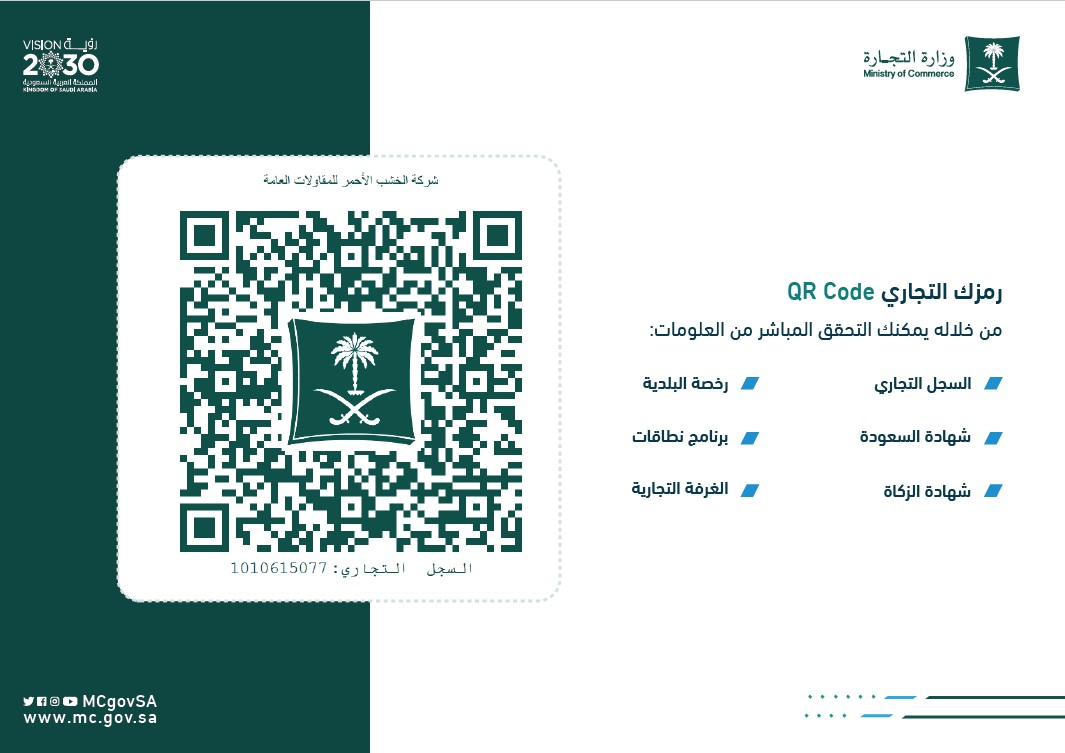 VISION رؤيـــة
2030
المملكة العربية السعودية
KINGDOM OF SAUDI ARABIA
وزارة التجـارة
Ministry of Commerce
شركة الخشب الأحمر للمقاولات العامة
السجل التجاري: 1010615077
رمزك التجاري QR Code
من خلاله يمكنك التحقق المباشر من العلومات:
السجل التجاري
رخصة البلدية
شهادة السعودة
برنامج نطاقات
شهادة الزكاة
الغرفة التجارية
MCgovSA
www.mc.gov.sa